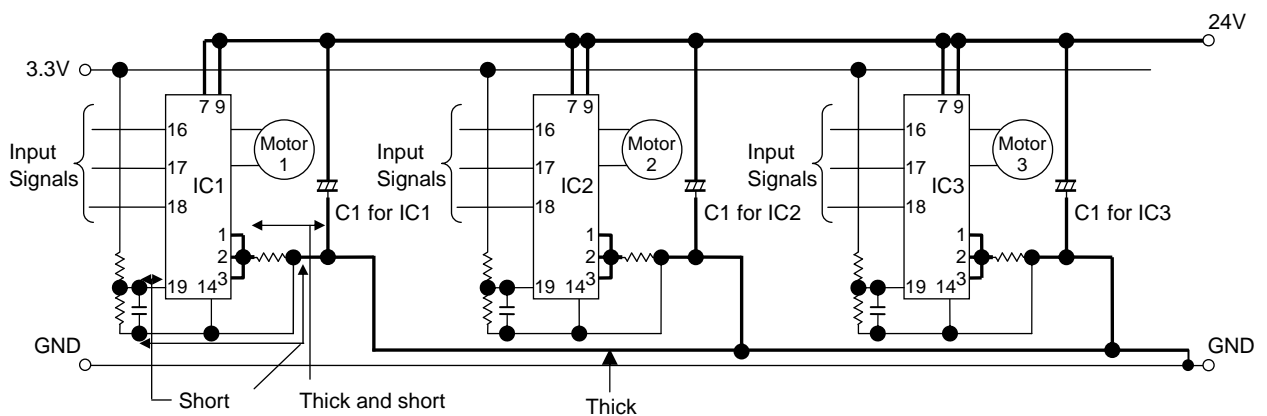 24V
3.3V
7 9
7 9
7 9
16
16
16
Input
Signals
17
Motor
1
Input
Signals
17
Motor
2
Input
Signals
17
Motor
3
IC1
IC2
IC3
18
18
18
C1 for IC1
C1 for IC2
C1 for IC3
1
2
3
1
2
3
1
2
3
19
14
19
14
19
14
GND
GND
Short
Thick and short
Thick